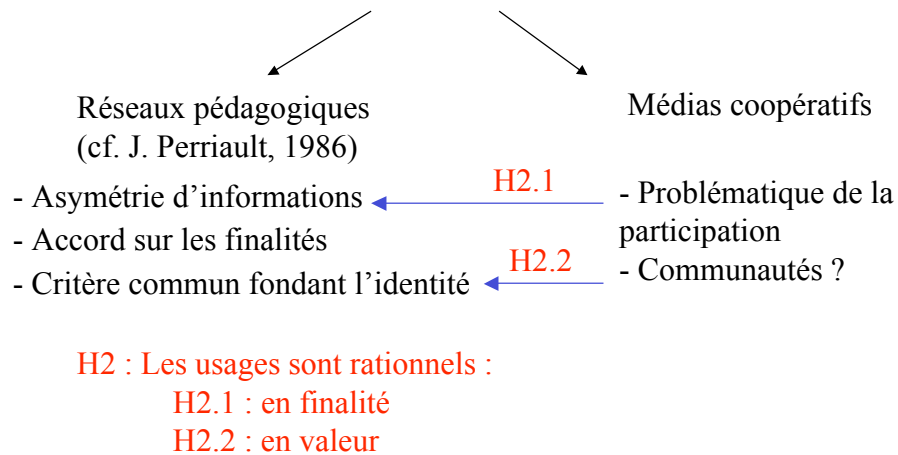 Réseaux pédagogiques
(cf. J. Perriault, 1986)
Médias coopératifs
- Asymétrie d’informations
- Accord sur les finalités
- Critère commun fondant l’identité
H2.1
H2.2
- Problématique de la
participation
- Communautés ?
H2 : Les usages sont rationnels :
H2.1 : en finalité
H2.2 : en valeur